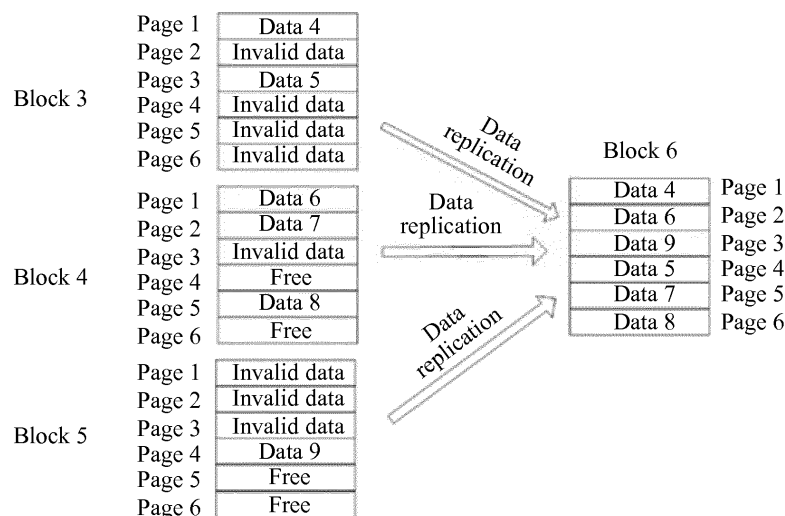 Page 1 Data 4
Page 2 Invalid data
Page 3 Data 5
Block 3
Page 4 Invalid data
Page 5 Invalid data
Page 6 Invalid data
Page 1 Data 6
Page 2 Data 7
Page 3 Invalid data
Block 4
Page 4 Free
Page 5 Data 8
Page 6 Free
Page 1 Invalid data
Page 2 Invalid data
Page 3 Invalid data
Block 5
Page 4 Data 9
Page 5 Free
Page 6 Free
Data
replication
Data
replication
Data
replication
Block 6
Data 4 Page 1
Data 6 Page 2
Data 9 Page 3
Data 5 Page 4
Data 7 Page 5
Data 8 Page 6